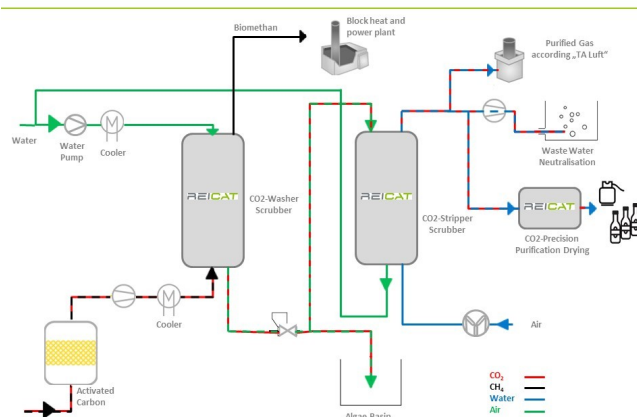 Biomethan
Block heat and
power plant
Purified Gas
according „TA Luft"
Water
Water
Pump
Cooler
Waste Water
Neutralisation
REICAT
CO2-Washer
Scrubber
REICAT
CO2-Stripper
Scrubber
REICAT
CO2-Precision
Purification Drying
Cooler
Air
Activated
Carbon
Algae Basin
CO₂
CH₄
Water
Air